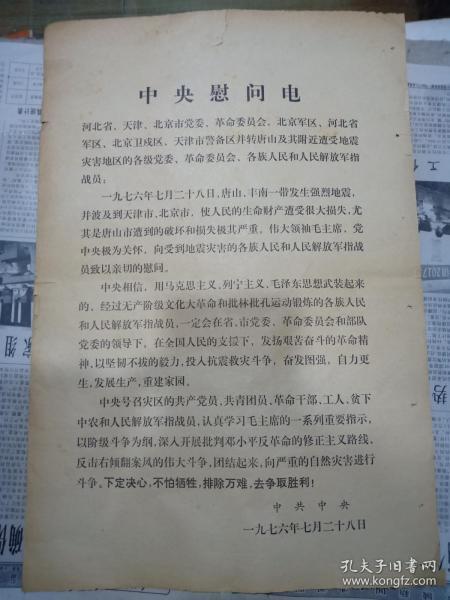 中央慰问电
河北省、天津、北京市党委、革命委员会，北京军区、河北省
军区、北京卫戍区、天津市警备区并转唐山及其附近遭受地震
灾害地区的各级党委、革命委员会、各族人民和人民解放军指
战员：
一九七六年七月二十八日，唐山、丰南一带发生强烈地震，
并波及到天津市、北京市，使人民的生命财产遭受很大损失，尤
其是唐山市遭到的破坏和损失极其严重。伟大领袖毛主席、党
中央极为关怀，向受到地震灾害的各族人民和人民解放军指战
员致以亲切的慰问。
中央相信，用马克思主义、列宁主义、毛泽东思想武装起来
的，经过无产阶级文化大革命和批林批孔运动锻炼的各族人民
和人民解放军指战员，一定会在省、市党委、革命委员会和部队
党委的领导下，在全国人民的支援下，发扬艰苦奋斗的革命精
神，以坚韧不拔的毅力，投入抗震救灾斗争，奋发图强，自力更
生，发展生产，重建家园。
中央号召灾区的共产党员、共青团员、革命干部、工人、贫下
中农和人民解放军指战员，认真学习毛主席的一系列重要指示，
以阶级斗争为纲，深入开展批判邓小平反革命的修正主义路线、
反击右倾翻案风的伟大斗争，团结起来，向严重的自然灾害进行
斗争。下定决心，不怕牺牲，排除万难，去争取胜利！
中共中央
一九七六年七月二十八日
孔夫子旧书网
www.kongfz.com